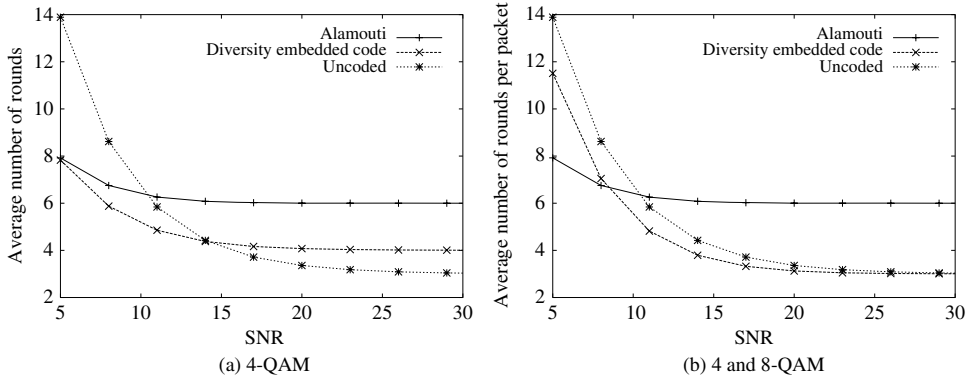 Average number of rounds
14
12
10
8
6
4
2
5 10 15 20 25 30
SNR
Alamouti
Diversity embedded code
Uncoded
(a) 4-QAM
Average number of rounds per packet
14
12
10
8
6
4
2
5 10 15 20 25 30
SNR
Alamouti
Diversity embedded code
Uncoded
(b) 4 and 8-QAM